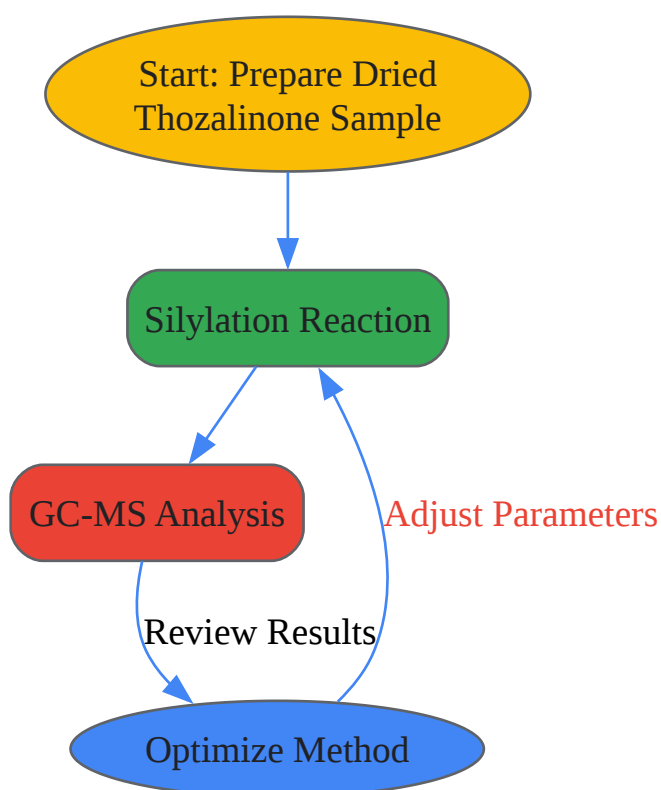 Start: Prepare Dried
Thozalinone Sample
Silylation Reaction
GC-MS Analysis
Adjust Parameters
Review Results
Optimize Method